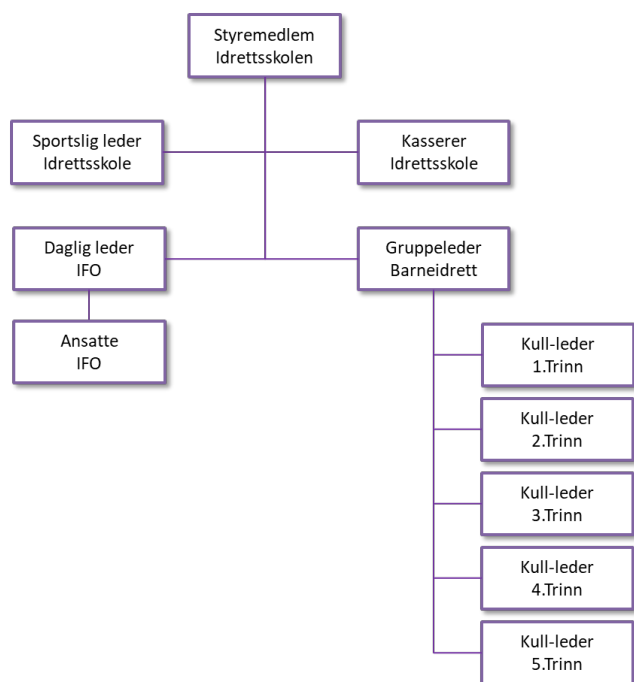 Styremedlem
Idrettsskolen
Sportslig leder
Idrettsskole
Kasserer
Idrettsskole
Daglig leder
IFO
Gruppeleder
Barneidrett
Ansatte
IFO
Kull-leder
1.Trinn
Kull-leder
2.Trinn
Kull-leder
3.Trinn
Kull-leder
4.Trinn
Kull-leder
5.Trinn